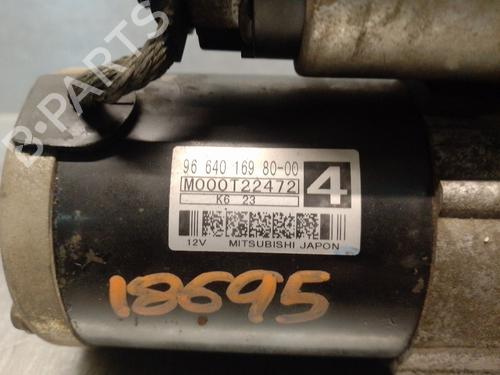 B-PARTS
96 640 169 80-00
M000T22472
4
K6 23
12V MITSUBISHI JAPON
18695